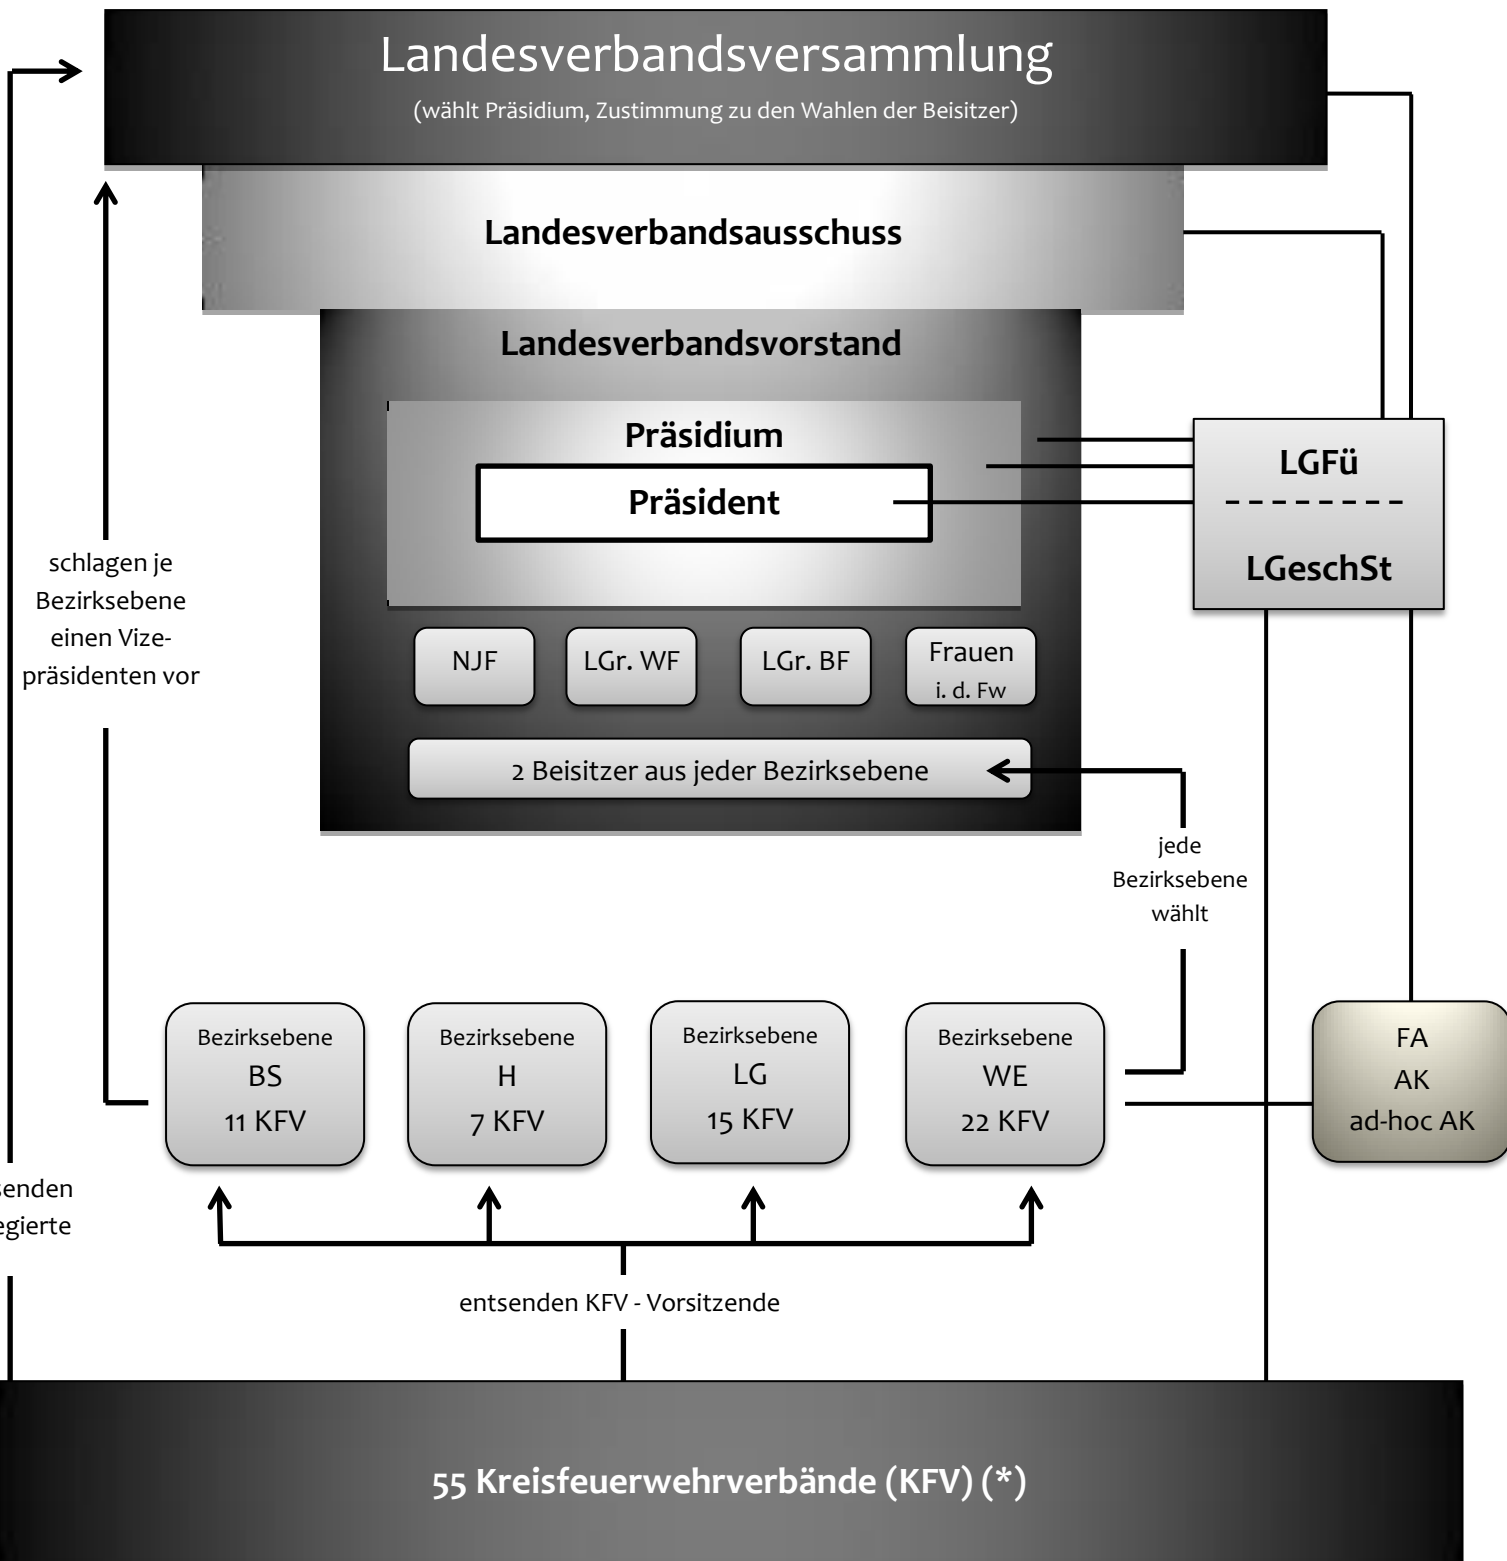 Landesverbandsversammlung
(wählt Präsidium, Zustimmung zu den Wahlen der Beisitzer)
Landesverbandsausschuss
Landesverbandsvorstand
Präsidium
Präsident
LGFü
LGeschSt
schlagen je
Bezirksebene
einen Vize-
präsidenten vor
NJF
LGr. WF
LGr. BF
Frauen
i. d. Fw
2 Beisitzer aus jeder Bezirksebene
jede
Bezirksebene
wählt
Bezirksebene
BS
11 KFV
Bezirksebene
H
7 KFV
Bezirksebene
LG
15 KFV
Bezirksebene
WE
22 KFV
FA
AK
ad-hoc AK
entsenden KFV - Vorsitzende
55 Kreisfeuerwehrverbände (KFV) (*)